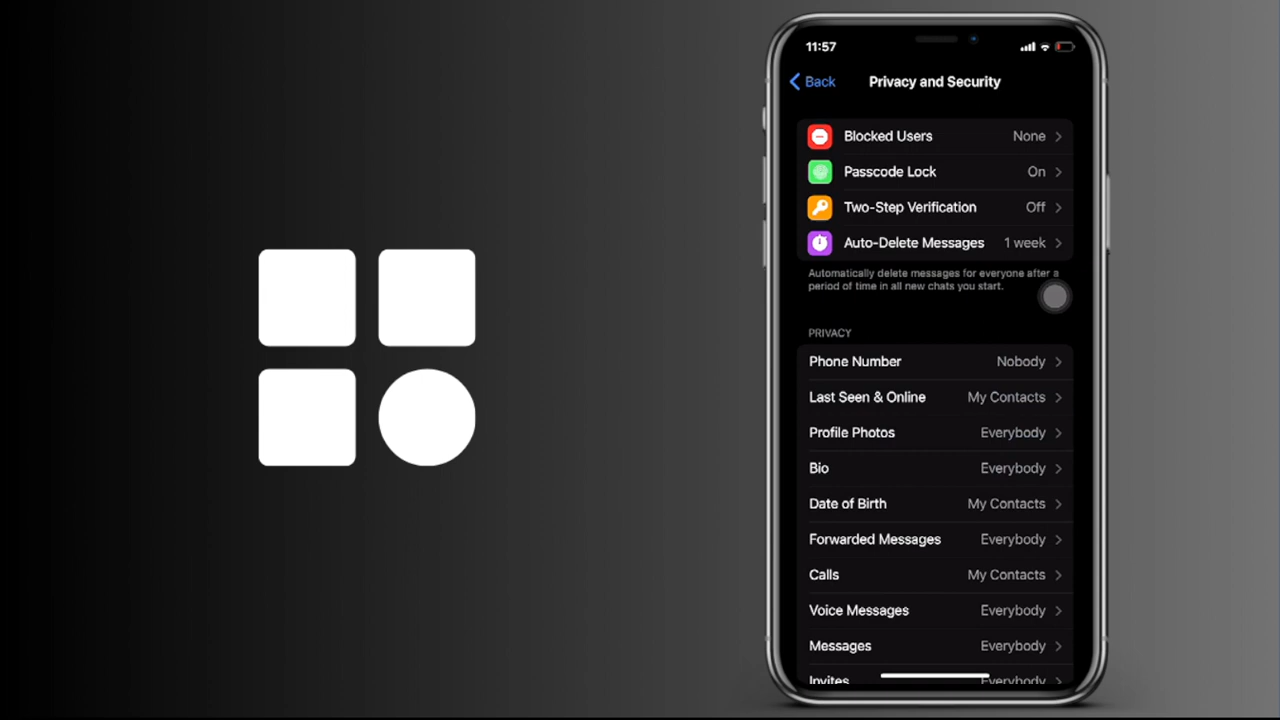 11:57
Back Privacy and Security
Blocked Users None
Passcode Lock On
Two-Step Verification Off
Auto-Delete Messages 1 week
Automatically delete messages for everyone after a
period of time in all new chats you start.
PRIVACY
Phone Number Nobody
Last Seen & Online My Contacts
Profile Photos Everybody
Bio Everybody
Date of Birth My Contacts
Forwarded Messages Everybody
Calls My Contacts
Voice Messages Everybody
Messages Everybody
Invites Everybody